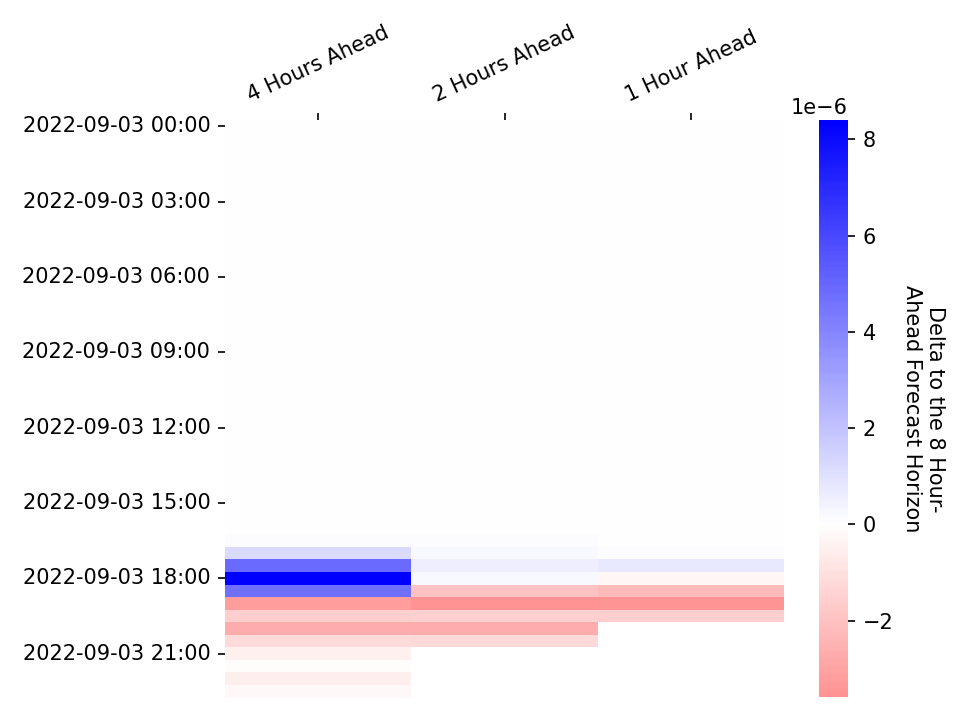 4 Hours Ahead
2 Hours Ahead
1 Hour Ahead
1e−6
2022-09-03 00:00
2022-09-03 03:00
2022-09-03 06:00
2022-09-03 09:00
2022-09-03 12:00
2022-09-03 15:00
2022-09-03 18:00
2022-09-03 21:00
8
6
4
2
0
−2
Delta to the 8 Hour-
Ahead Forecast Horizon